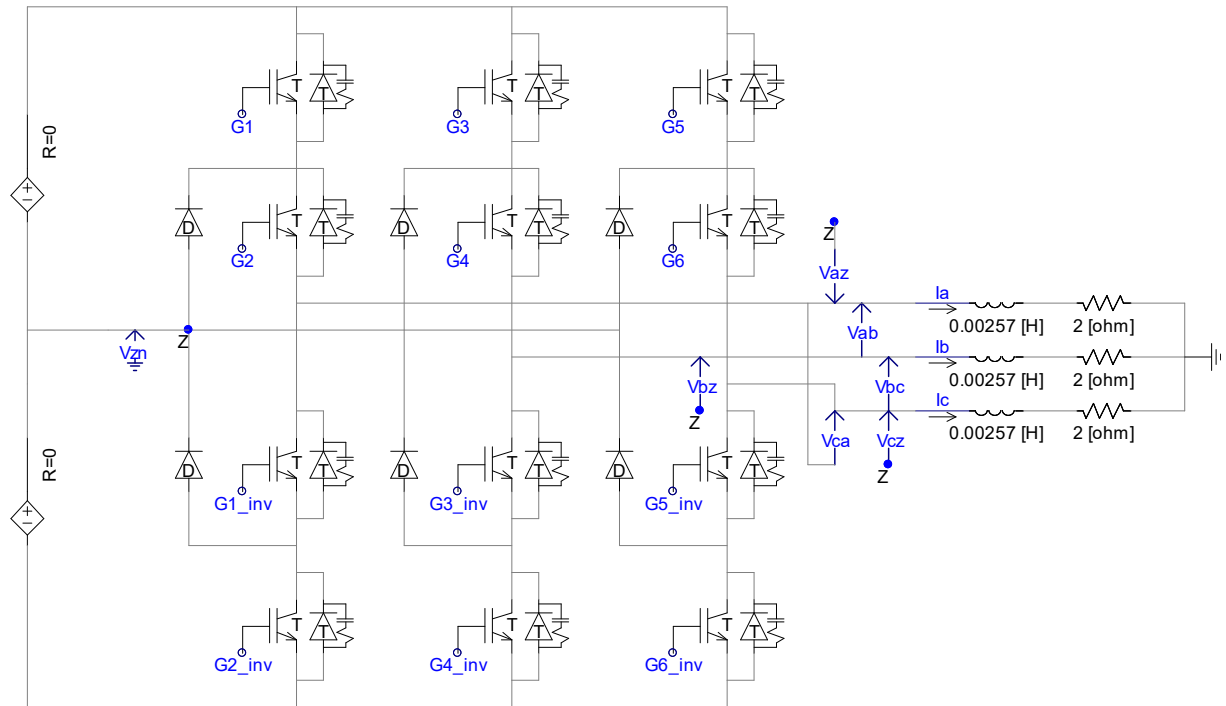 T
T
T
T
T
T
G1
G3
G5
R=0
+
−
D
T
T
D
T
T
D
T
T
G2
G4
G6
Z
Vaz
Ia
0.00257 [H]
2 [ohm]
Vzn
Z
Vab
Ib
0.00257 [H]
2 [ohm]
Vbz
Z
Vbc
Ic
0.00257 [H]
2 [ohm]
Vca
Vcz
Z
R=0
+
−
D
T
T
D
T
T
D
T
T
G1_inv
G3_inv
G5_inv
T
T
T
T
T
T
G2_inv
G4_inv
G6_inv